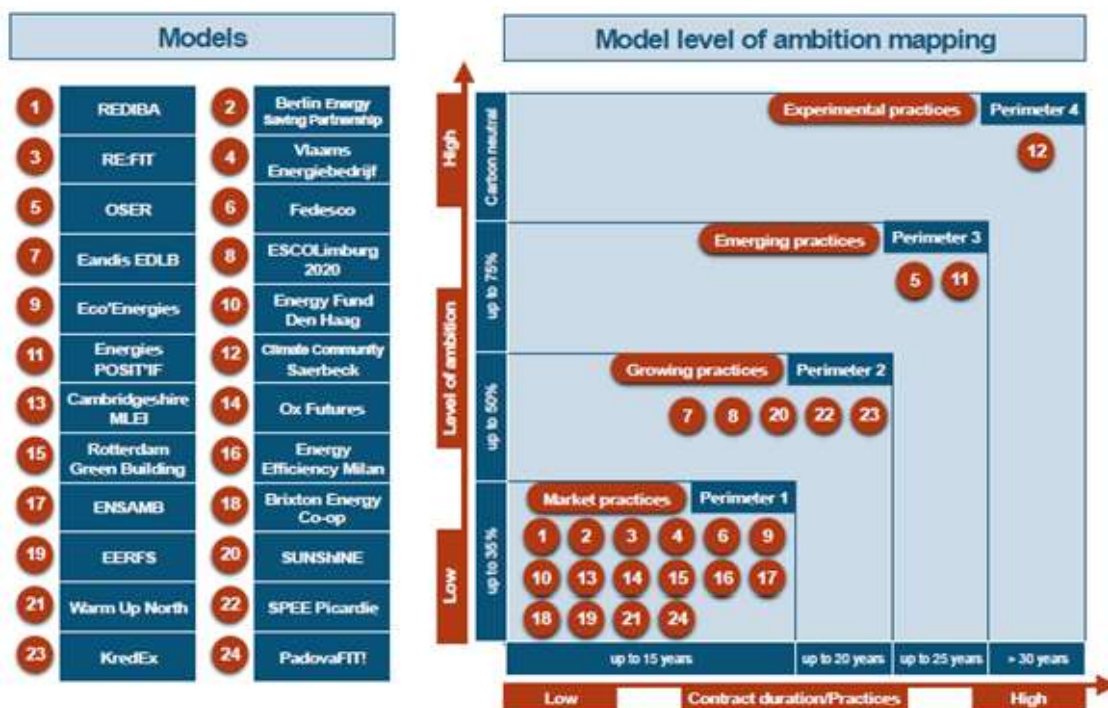 Models
1
REDIBA
2
Berlin Energy
Saving Partnership
3
RE:FIT
4
Vlaams
Energiebedrijf
5
OSER
6
Fedesco
7
Eandis EDLB
8
ESCOLimburg
2020
9
Eco'Energies
10
Energy Fund
Den Haag
11
Energies
POSIT'IF
12
Climate Community
Saerbeck
13
Cambridgeshire
MLEI
14
Ox Futures
15
Rotterdam
Green Building
16
Energy
Efficiency Milan
17
ENSAMB
18
Brixton Energy
Co-op
19
EERFS
20
SUNShINE
21
Warm Up North
22
SPEE Picardie
23
KredEx
24
PadovaFIT!
Model level of ambition mapping
High
Level of ambition
Low
Carbon neutral
up to 75%
up to 50%
up to 35%
Experimental practices
Perimeter 4
12
Emerging practices
Perimeter 3
5 11
Growing practices
Perimeter 2
7 8 20 22 23
Market practices
Perimeter 1
1 2 3 4 6 9
10 13 14 15 16 17
18 19 21 24
up to 15 years
up to 20 years
up to 25 years
> 30 years
Low
Contract duration/Practices
High